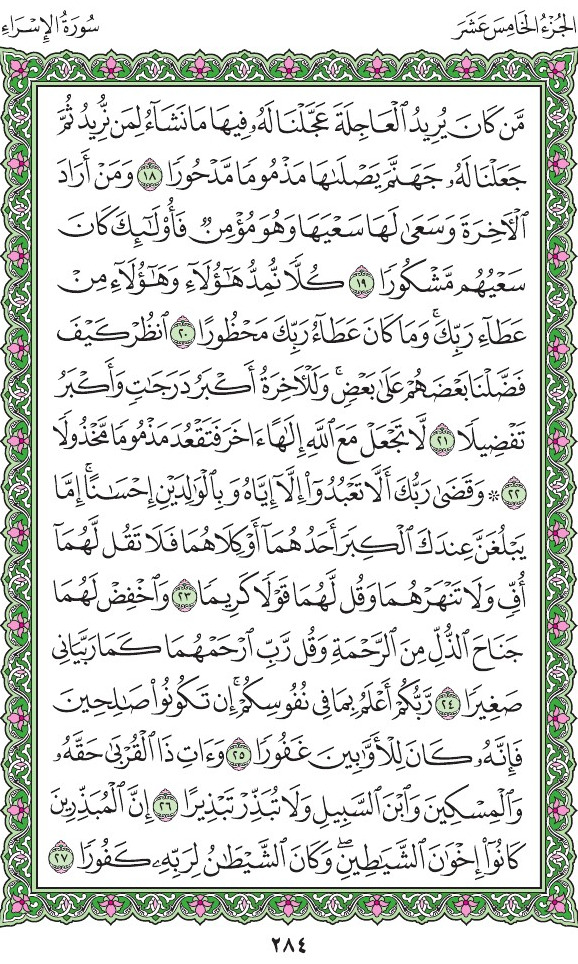 الجُزْءُ الخَامِسَ عَشَرَ
سُورَةُ الإِسْرَاءِ
مَّن كَانَ يُرِيدُ ٱلْعَاجِلَةَ عَجَّلْنَا لَهُۥ فِيهَا مَا نَشَآءُ لِمَن نُّرِيدُ ثُمَّ
جَعَلْنَا لَهُۥ جَهَنَّمَ يَصْلَىٰهَا مَذْمُومًا مَّدْحُورًا ١٨ وَمَنْ أَرَادَ
ٱلْأَخِرَةَ وَسَعَىٰ لَهَا سَعْيَهَا وَهُوَ مُؤْمِنٌ فَأُو۟لَٰٓئِكَ كَانَ
سَعْيُهُم مَّشْكُورًا ١٩ كُلًّا نُّمِدُّ هَٰٓؤُلَآءِ وَهَٰٓؤُلَآءِ مِنْ
عَطَآءِ رَبِّكَ ۚ وَمَا كَانَ عَطَآءُ رَبِّكَ مَحْظُورًا ٢٠ ٱنظُرْ كَيْفَ
فَضَّلْنَا بَعْضَهُمْ عَلَىٰ بَعْضٍ ۚ وَلَلْأَخِرَةُ أَكْبَرُ دَرَجَٰتٍ وَأَكْبَرُ
تَفْضِيلًا ٢١ لَّا تَجْعَلْ مَعَ ٱللَّهِ إِلَٰهًا ءَاخَرَ فَتَقْعُدَ مَذْمُومًا مَّخْذُولًا
٢٢ ۞ وَقَضَىٰ رَبُّكَ أَلَّا تَعْبُدُوٓا۟ إِلَّآ إِيَّاهُ وَبِٱلْوَٰلِدَيْنِ إِحْسَٰنًا ۚ إِمَّا
يَبْلُغَنَّ عِندَكَ ٱلْكِبَرَ أَحَدُهُمَآ أَوْ كِلَاهُمَا فَلَا تَقُل لَّهُمَآ
أُفٍّ وَلَا تَنْهَرْهُمَا وَقُل لَّهُمَا قَوْلًا كَرِيمًا ٢٣ وَٱخْفِضْ لَهُمَا
جَنَاحَ ٱلذُّلِّ مِنَ ٱلرَّحْمَةِ وَقُل رَّبِّ ٱرْحَمْهُمَا كَمَا رَبَّيَانِى
صَغِيرًا ٢٤ رَّبُّكُمْ أَعْلَمُ بِمَا فِى نُفُوسِكُمْ ۚ إِن تَكُونُوا۟ صَٰلِحِينَ
فَإِنَّهُۥ كَانَ لِلْأَوَّٰبِينَ غَفُورًا ٢٥ وَءَاتِ ذَا ٱلْقُرْبَىٰ حَقَّهُۥ
وَٱلْمِسْكِينَ وَٱبْنَ ٱلسَّبِيلِ وَلَا تُبَذِّرْ تَبْذِيرًا ٢٦ إِنَّ ٱلْمُبَذِّرِينَ
كَانُوٓا۟ إِخْوَٰنَ ٱلشَّيَٰطِينِ ۖ وَكَانَ ٱلشَّيْطَٰنُ لِرَبِّهِۦ كَفُورًا ٢٧
٢٨٤